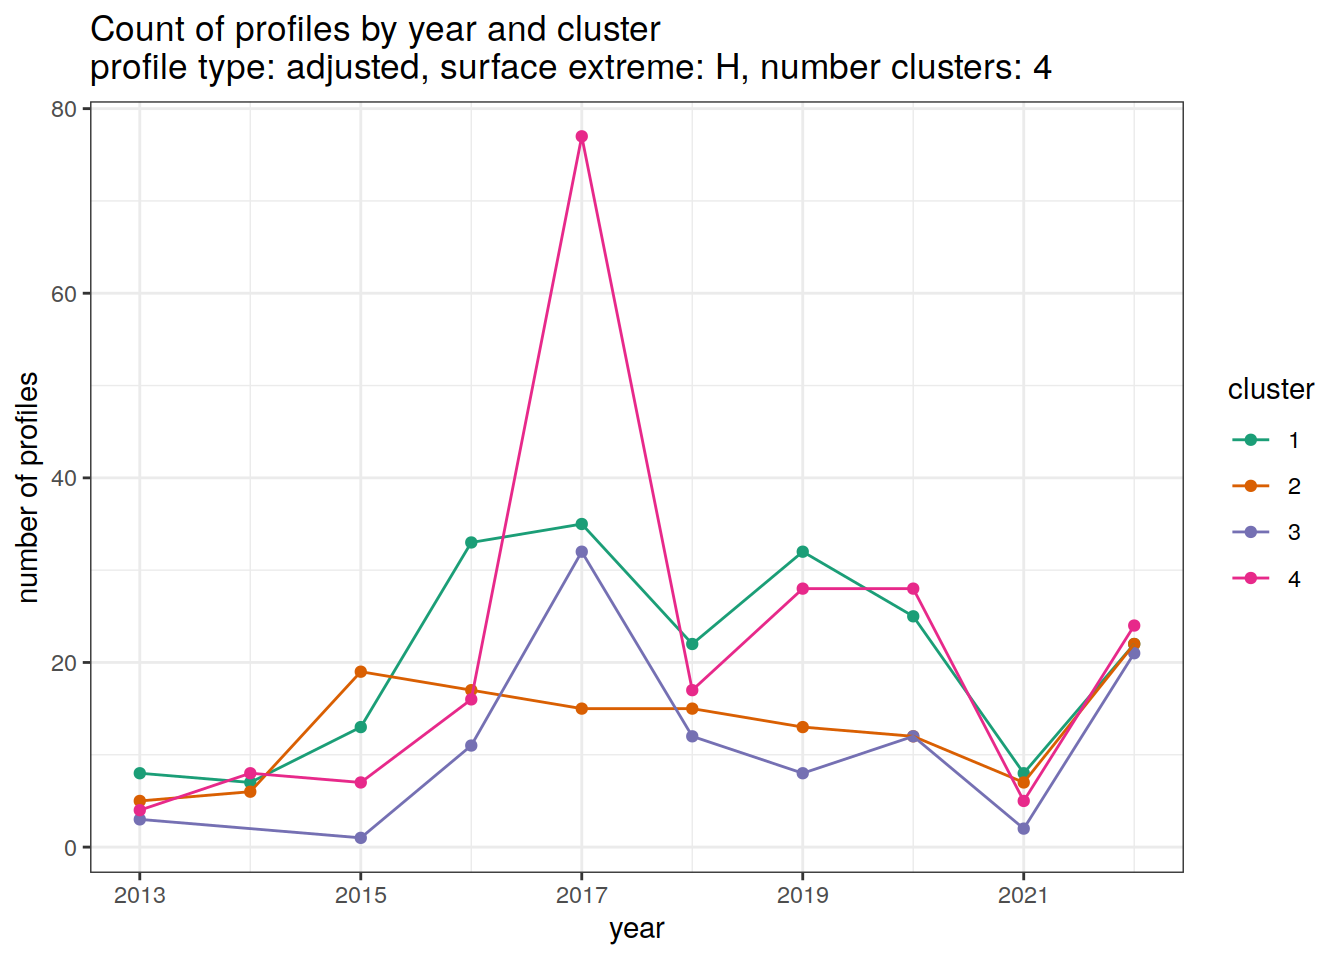 Count of profiles by year and cluster
profile type: adjusted, surface extreme: H, number clusters: 4
80
60
40
20
0
number of profiles
2013
2015
2017
2019
2021
year
cluster
1
2
3
4